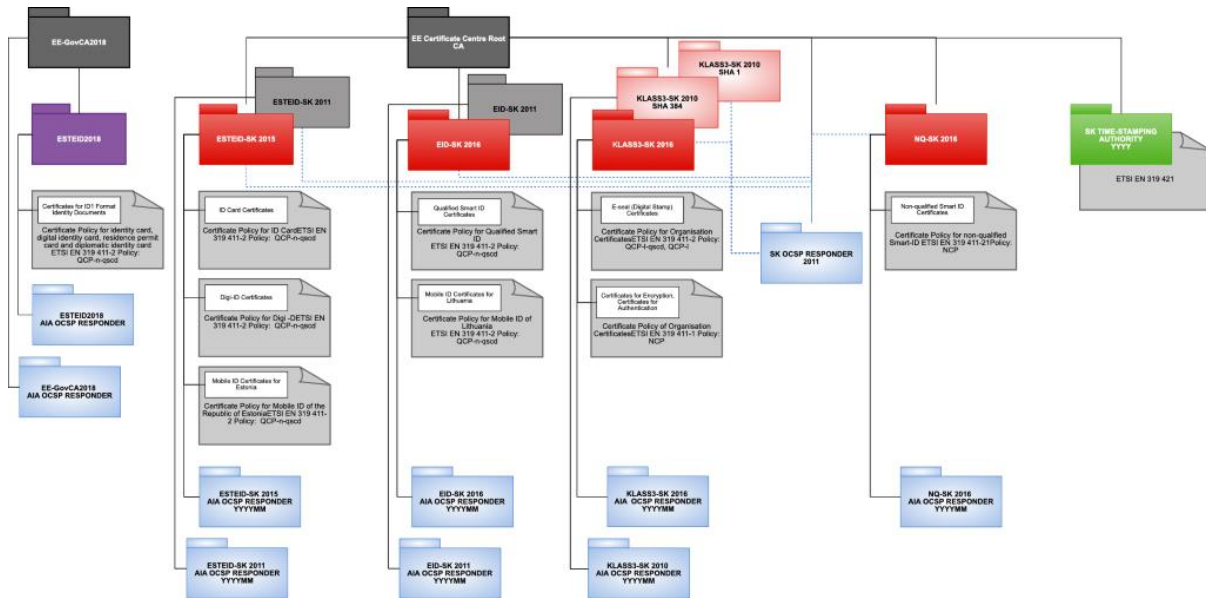 EE-GovCA2018
EE Certificate Centre Root
CA
KLASS3-SK 2010
SHA 1
ESTEID-SK 2011
EID-SK 2011
KLASS3-SK 2010
SHA 384
ESTEID2018
ESTEID-SK 2015
EID-SK 2016
KLASS3-SK 2016
NQ-SK 2016
SK TIME-STAMPING
AUTHORITY
YYYY
ETSI EN 319 421
Certificates for ID1 Format
Identity Documents
Certificate Policy for identity card,
digital identity card, residence permit
card and diplomatic identity card
ETSI EN 319 411-2 Policy:
QCP-n-qscd
ID Card Certificates
Certificate Policy for ID CardETSI EN
319 411-2 Policy: QCP-n-qscd
Qualified Smart ID
Certificates
Certificate Policy for Qualified Smart
ID
ETSI EN 319 411-2 Policy:
QCP-n-qscd
E-seal (Digital Stamp)
Certificates
Certificate Policy for Organisation
CertificatesETSI EN 319 411-2 Policy:
QCP-l-qscd, QCP-l
SK OCSP RESPONDER
2011
Non-qualified Smart ID
Certificates
Certificate Policy for non-qualified
Smart-ID ETSI EN 319 411-21Policy:
NCP
ESTEID2018
AIA OCSP RESPONDER
Digi-ID Certificates
Certificate Policy for Digi -DETSI EN
319 411-2 Policy: QCP-n-qscd
Mobile ID Certificates for
Lithuania
Certificate Policy for Mobile ID of
Lithuania
ETSI EN 319 411-2 Policy:
QCP-n-qscd
Certificates for Encryption,
Certificates for
Authentication
Certificate Policy of Organisation
CertificatesETSI EN 319 411-1 Policy:
NCP
EE-GovCA2018
AIA OCSP RESPONDER
Mobile ID Certificates for
Estonia
Certificate Policy for Mobile ID of the
Republic of EstoniaETSI EN 319 411-
2 Policy: QCP-n-qscd
ESTEID-SK 2015
AIA OCSP RESPONDER
YYYYMM
EID-SK 2016
AIA OCSP RESPONDER
YYYYMM
KLASS3-SK 2016
AIA OCSP RESPONDER
YYYYMM
NQ-SK 2016
AIA OCSP RESPONDER
YYYYMM
ESTEID-SK 2011
AIA OCSP RESPONDER
YYYYMM
EID-SK 2011
AIA OCSP RESPONDER
YYYYMM
KLASS3-SK 2010
AIA OCSP RESPONDER
YYYYMM